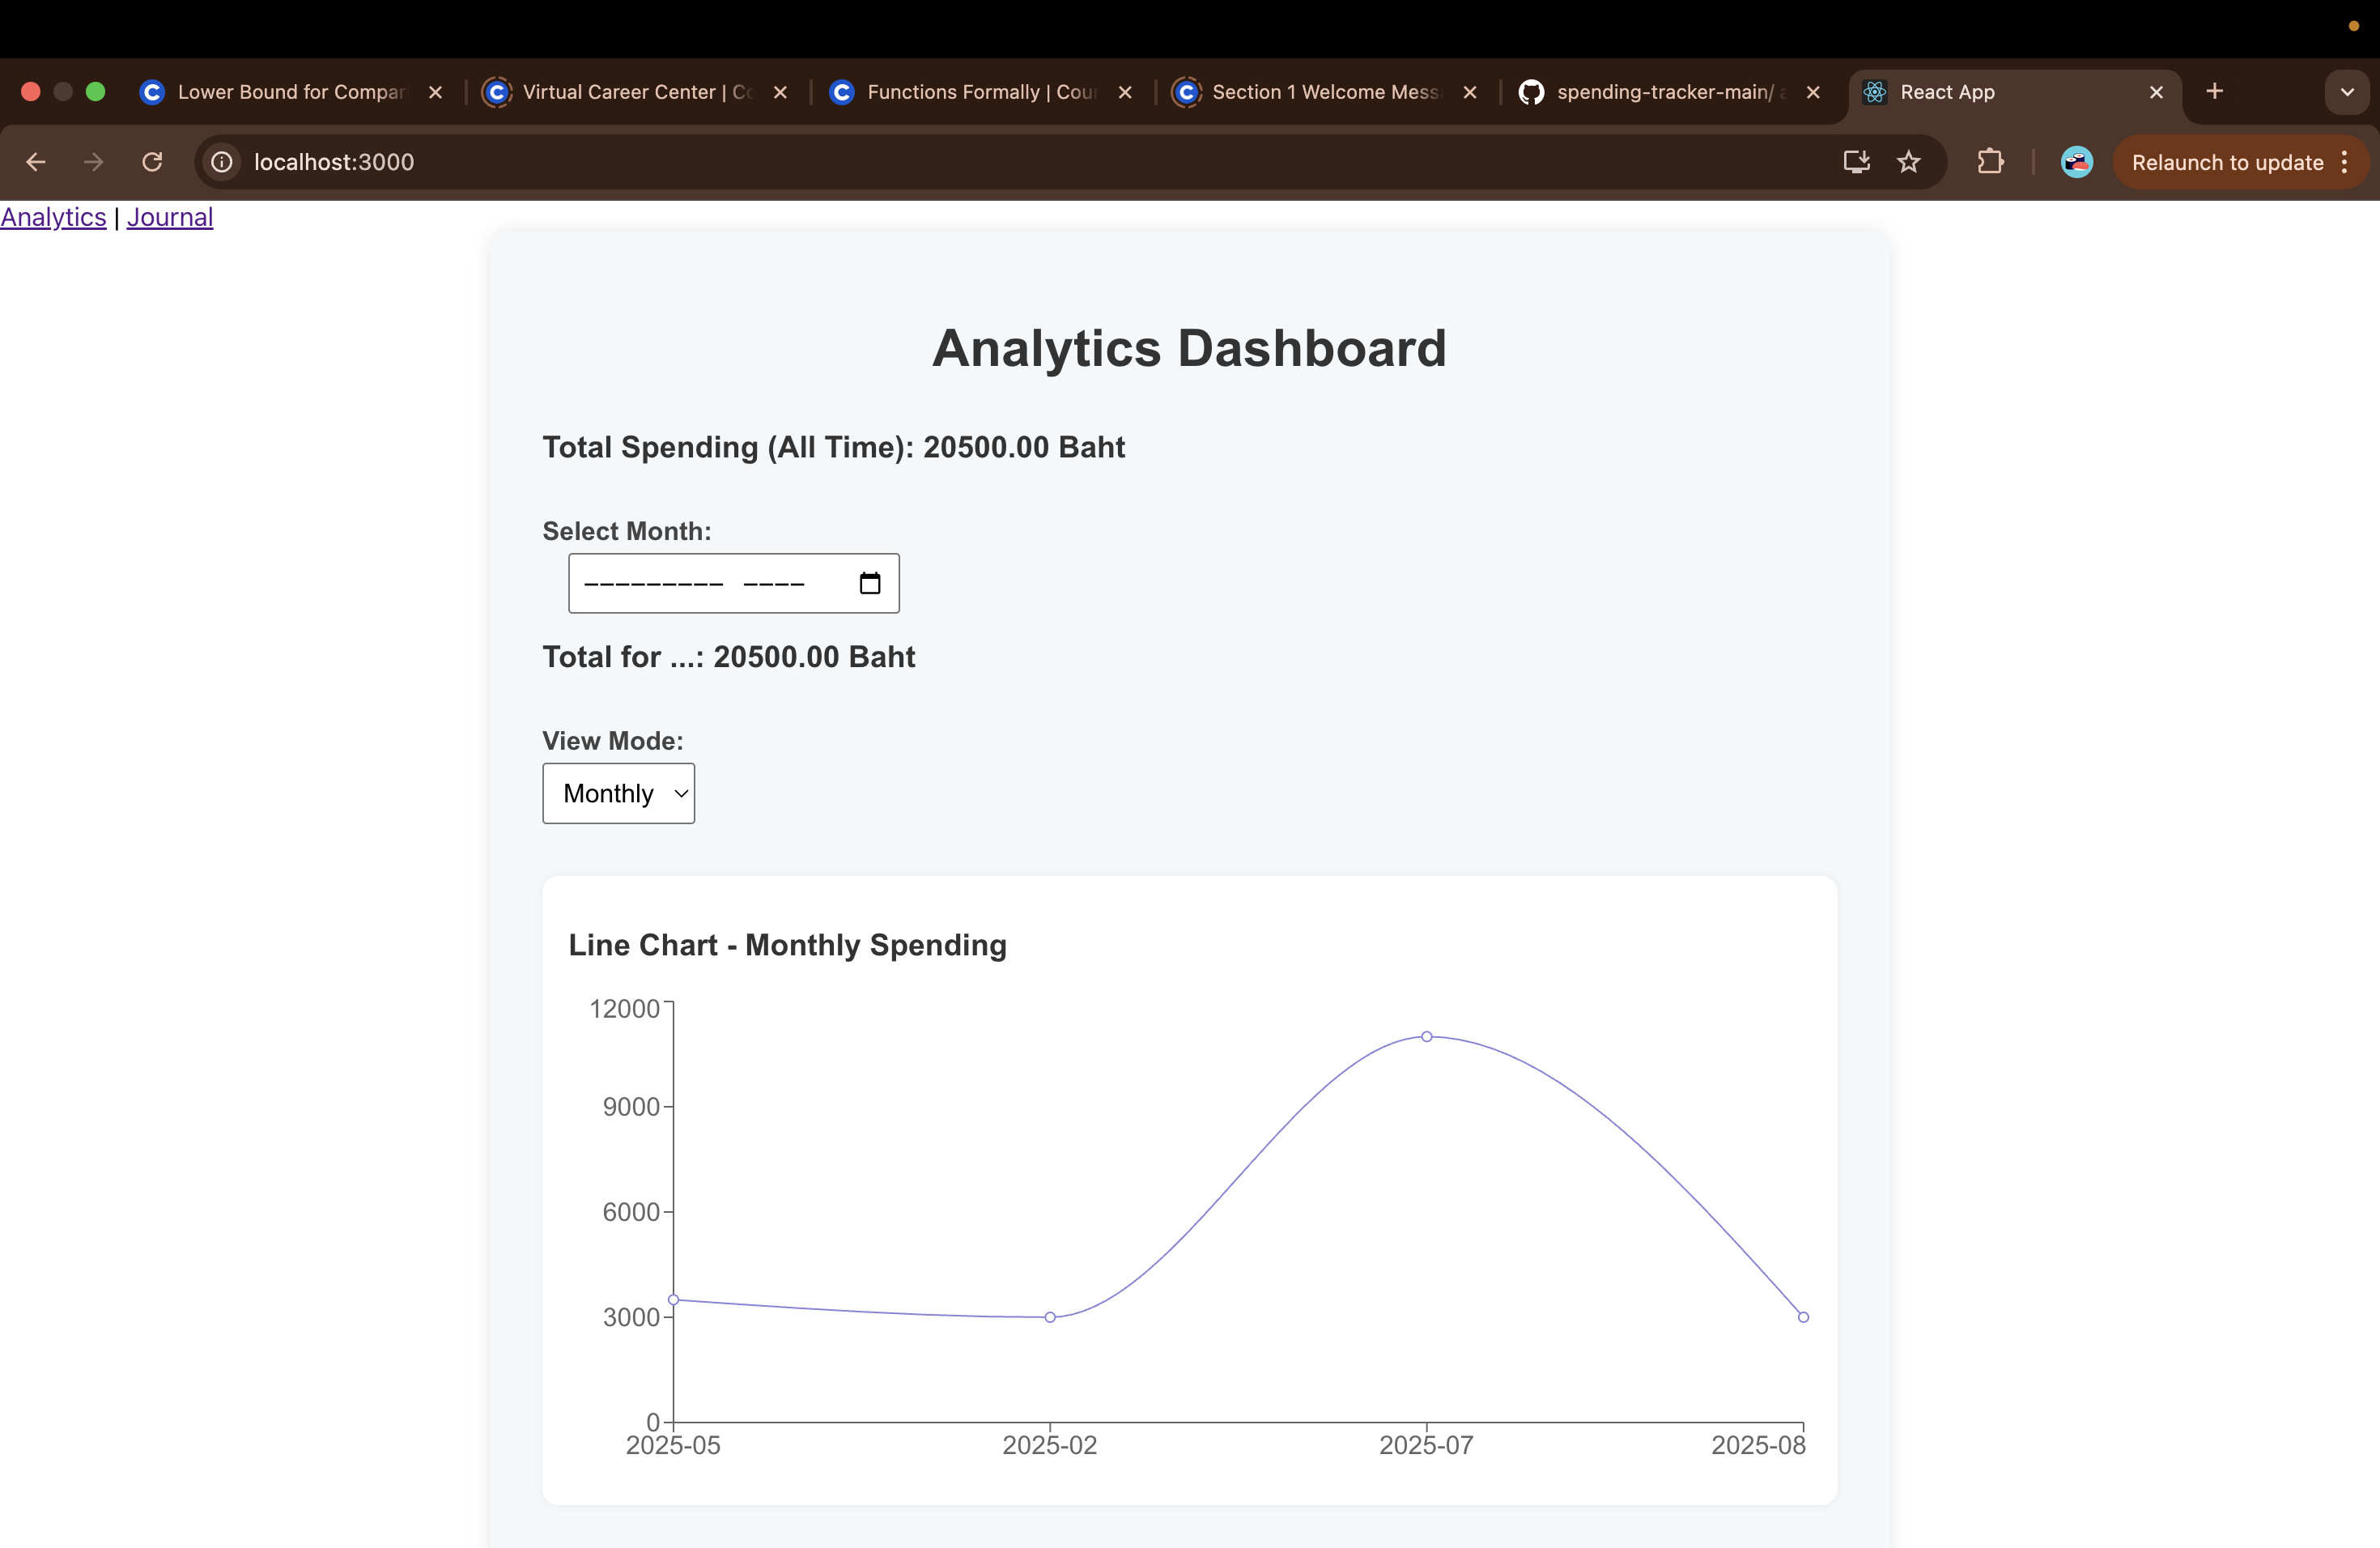 Lower Bound for Compar
Virtual Career Center | Co
Functions Formally | Cour
Section 1 Welcome Mess
spending-tracker-main/ a
React App
localhost:3000
Relaunch to update
Analytics | Journal
Analytics Dashboard
Total Spending (All Time): 20500.00 Baht
Select Month:
--------- ----
Total for ...: 20500.00 Baht
View Mode:
Monthly
Line Chart - Monthly Spending
12000
9000
6000
3000
0
2025-05 2025-02 2025-07 2025-08